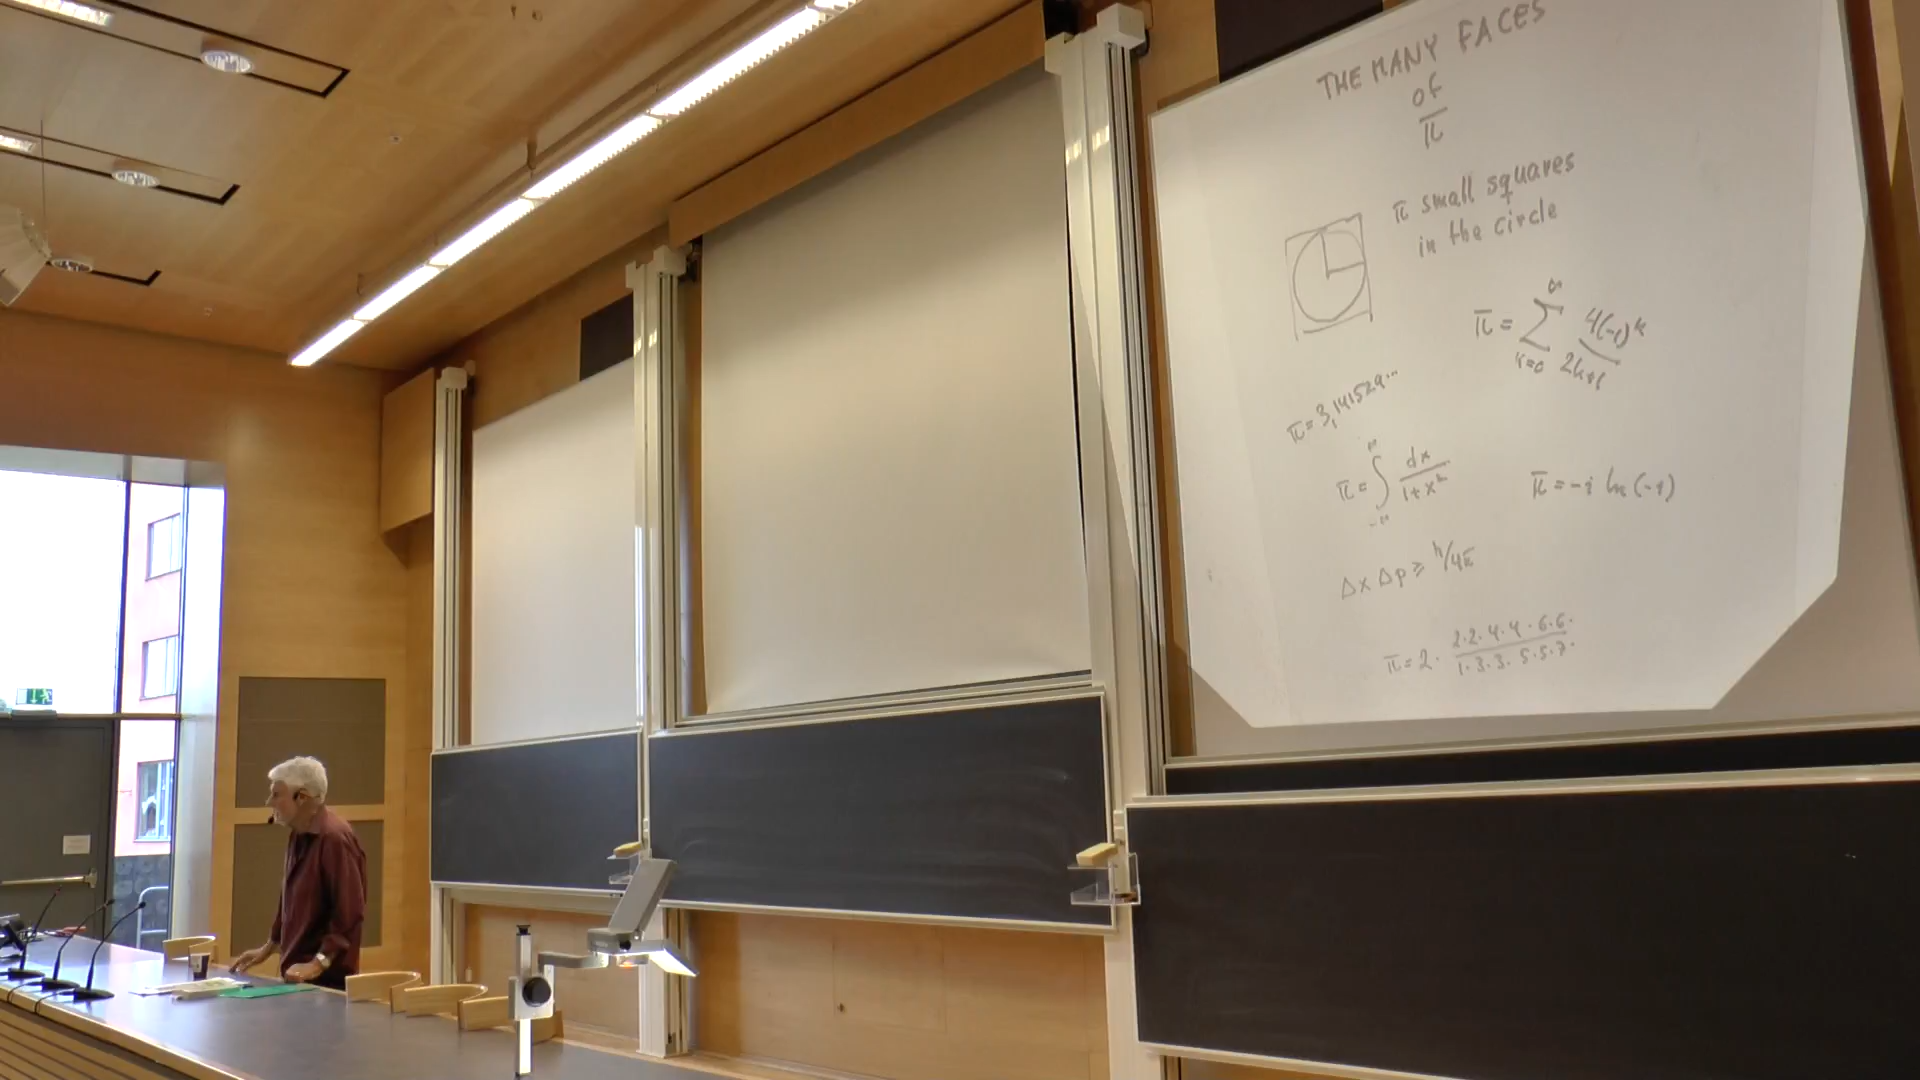 THE MANY FACES
of
π
π small squares
in the circle
π = ∑_{k=0}^{∞} 4(-1)^k / 2k+1
π = 3,141529...
π = ∫_{-∞}^{∞} dx / 1+x²
π = -i ln(-1)
Δx Δp ≥ h/4π
π = 2 · 2·2·4·4·6·6· / 1·3·3·5·5·7·